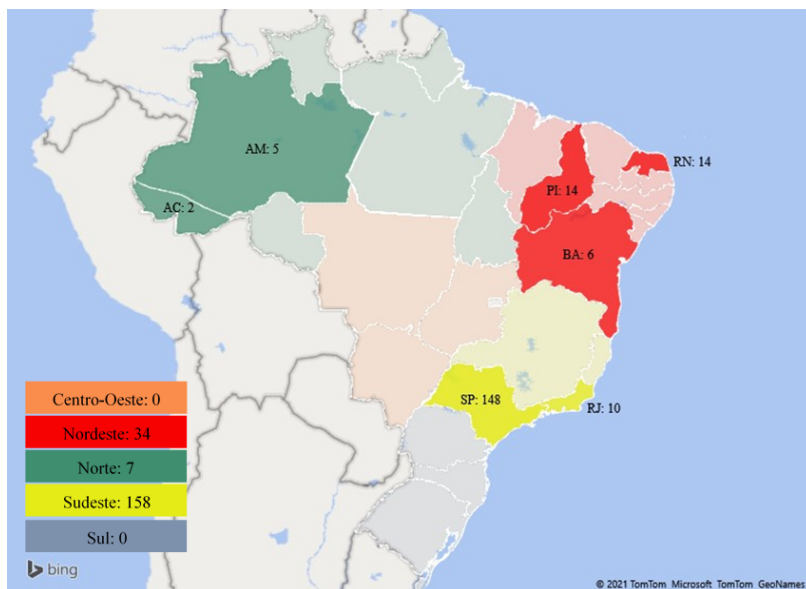 AM: 5
RN: 14
PI: 14
AC: 2
BA: 6
SP: 148
RJ: 10
Centro-Oeste: 0
Nordeste: 34
Norte: 7
Sudeste: 158
Sul: 0
bing
© 2021 TomTom Microsoft TomTom GeoNames